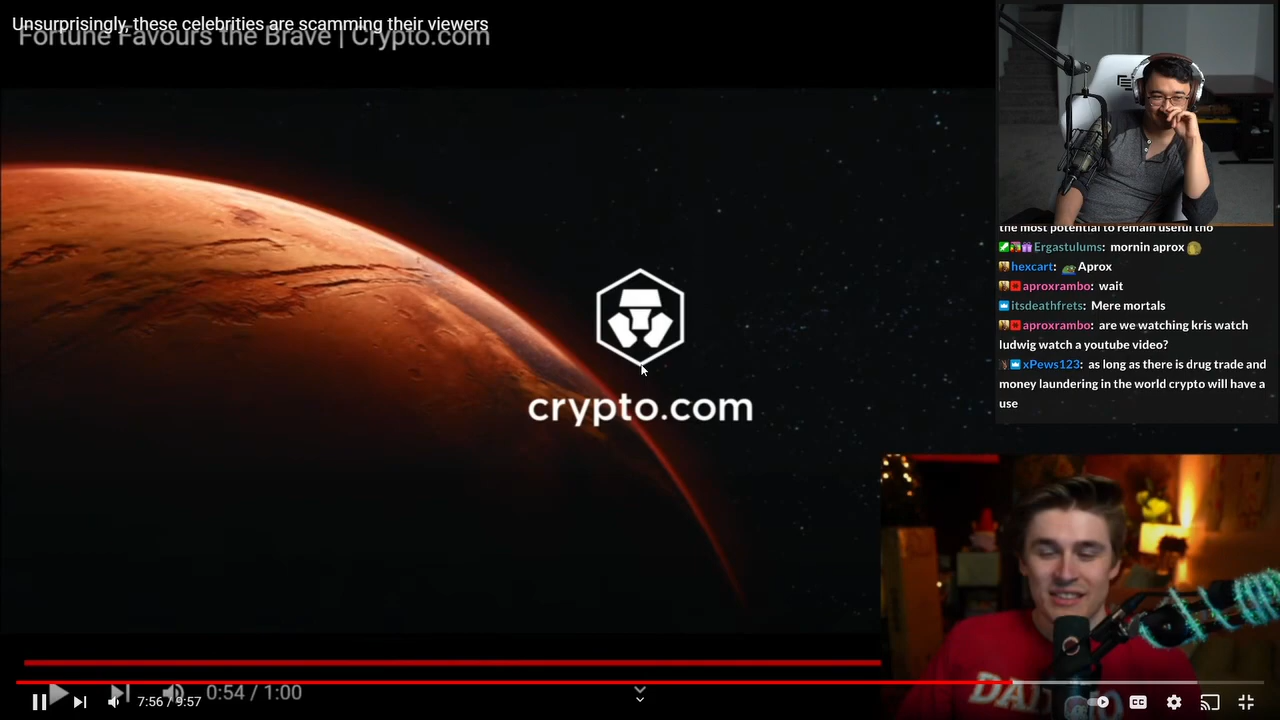 Unsurprisingly, these celebrities are scamming their viewers
Fortune Favours the Brave | Crypto.com
crypto.com
the most potential to remain useful tho
Ergastulums: mornin aprox
hexcart: Aprox
aproxrambo: wait
itsdeathfrets: Mere mortals
aproxrambo: are we watching kris watch
ludwig watch a youtube video?
xPews123: as long as there is drug trade and
money laundering in the world crypto will have a
use
0:54 / 1:00
7:56 / 9:57
CC